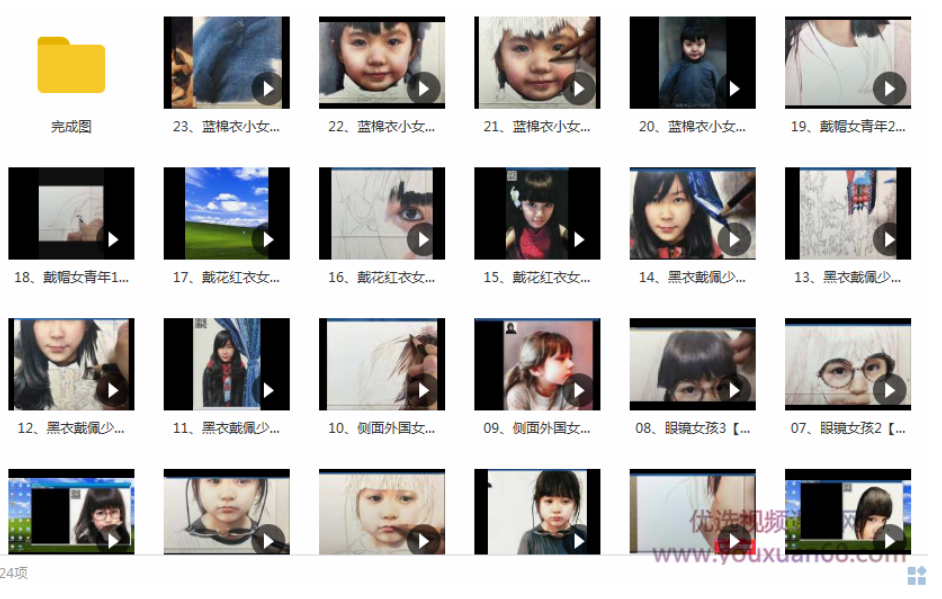 完成图
23、蓝棉衣小女...
22、蓝棉衣小女...
21、蓝棉衣小女...
20、蓝棉衣小女...
19、戴帽女青年2...
18、戴帽女青年1...
17、戴花红衣女...
16、戴花红衣女...
15、戴花红衣女...
14、黑衣戴佩少...
13、黑衣戴佩少...
12、黑衣戴佩少...
11、黑衣戴佩少...
10、侧面外国女...
09、侧面外国女...
08、眼镜女孩3【...
07、眼镜女孩2【...
优选视频 网
www.youxuan68.com
24项